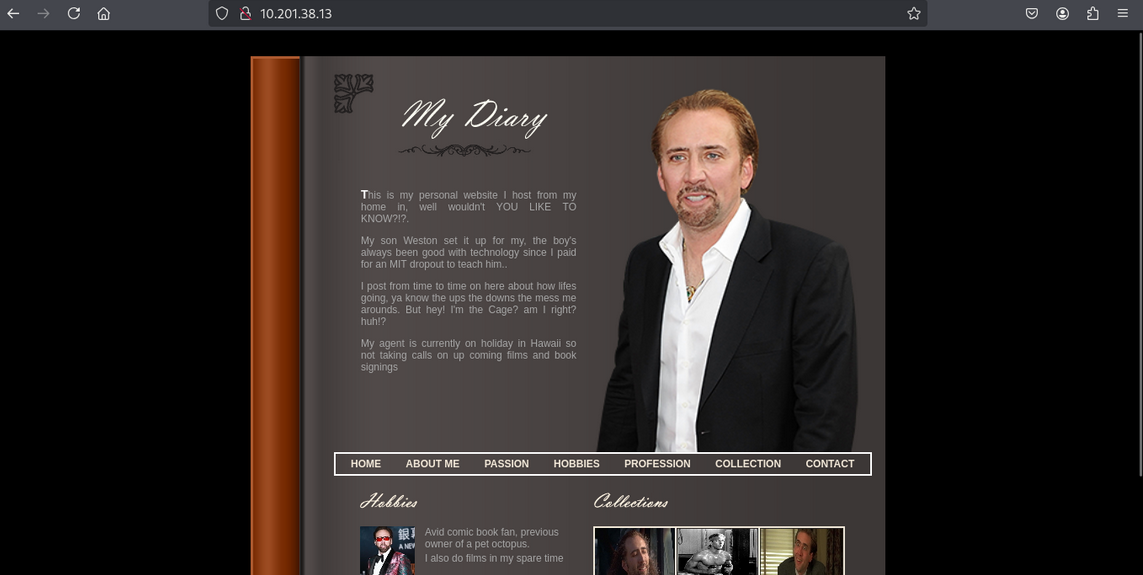 10.201.38.13
My Diary
This is my personal website I host from my
home in, well wouldn't YOU LIKE TO
KNOW?!?.
My son Weston set it up for my, the boy's
always been good with technology since I paid
for an MIT dropout to teach him..
I post from time to time on here about how lifes
going, ya know the ups the downs the mess me
arounds. But hey! I'm the Cage? am I right?
huh!?
My agent is currently on holiday in Hawaii so
not taking calls on up coming films and book
signings
HOME ABOUT ME PASSION HOBBIES PROFESSION COLLECTION CONTACT
Hobbies
Collections
Avid comic book fan, previous
owner of a pet octopus.
I also do films in my spare time